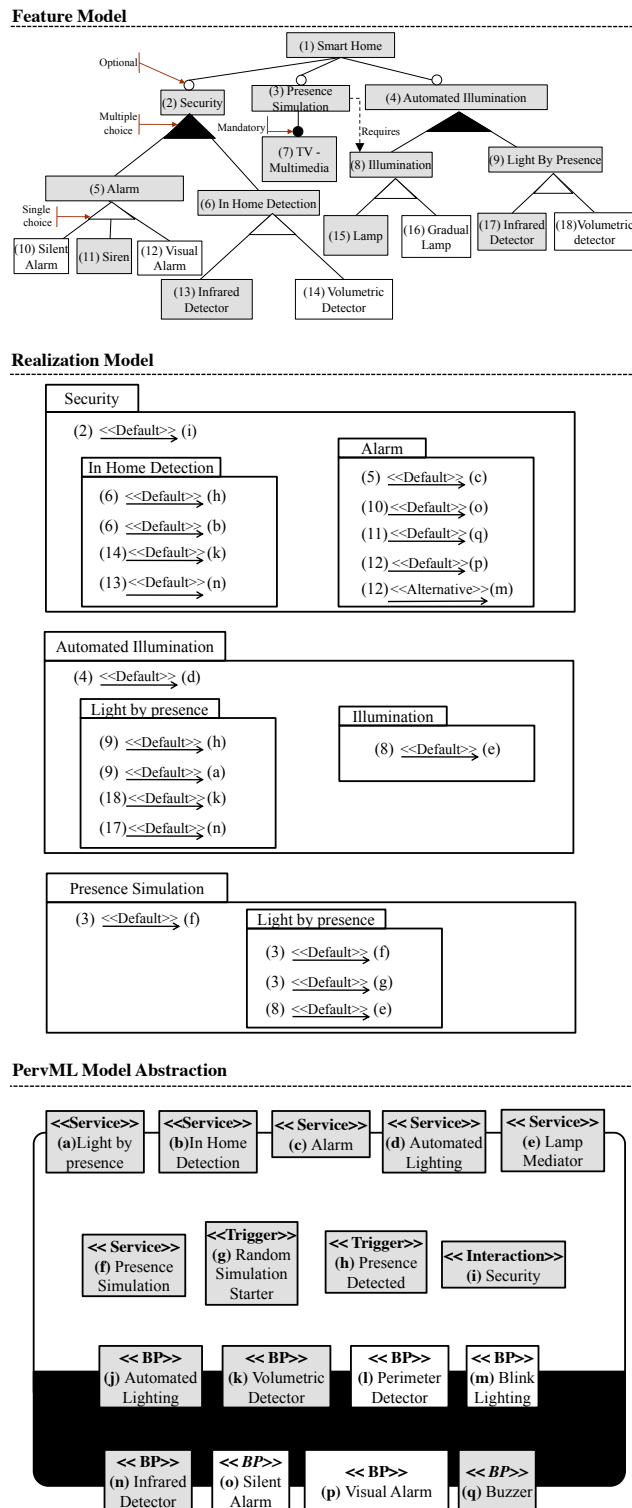 Feature Model
(1) Smart Home
Optional
(2) Security
(3) Presence
Simulation
(4) Automated Illumination
Multiple
choice
Mandatory
Requires
(7) TV -
Multimedia
(8) Illumination
(9) Light By Presence
(5) Alarm
(6) In Home Detection
Single
choice
(10) Silent
Alarm
(11) Siren
(12) Visual
Alarm
(15) Lamp
(16) Gradual
Lamp
(17) Infrared
Detector
(18)Volumetric
detector
(13) Infrared
Detector
(14) Volumetric
Detector
Realization Model
Security
(2) <<Default>> (i)
In Home Detection
(6) <<Default>> (h)
(6) <<Default>> (b)
(14) <<Default>> (k)
(13) <<Default>> (n)
Alarm
(5) <<Default>> (c)
(10) <<Default>> (o)
(11) <<Default>> (q)
(12) <<Default>> (p)
(12) <<Alternative>> (m)
Automated Illumination
(4) <<Default>> (d)
Light by presence
(9) <<Default>> (h)
(9) <<Default>> (a)
(18) <<Default>> (k)
(17) <<Default>> (n)
Illumination
(8) <<Default>> (e)
Presence Simulation
(3) <<Default>> (f)
Light by presence
(3) <<Default>> (f)
(3) <<Default>> (g)
(8) <<Default>> (e)
PervML Model Abstraction
<<Service>>
(a)Light by
presence
<<Service>>
(b)In Home
Detection
<< Service>>
(c) Alarm
<< Service>>
(d) Automated
Lighting
<< Service>>
(e) Lamp
Mediator
<< Service>>
(f) Presence
Simulation
<<Trigger>>
(g) Random
Simulation
Starter
<< Trigger>>
(h) Presence
Detected
<< Interaction>>
(i) Security
<< BP>>
(j) Automated
Lighting
<< BP>>
(k) Volumetric
Detector
<< BP>>
(l) Perimeter
Detector
<< BP>>
(m) Blink
Lighting
<< BP>>
(n) Infrared
Detector
<< BP>>
(o) Silent
Alarm
<< BP>>
(p) Visual Alarm
<< BP>>
(q) Buzzer